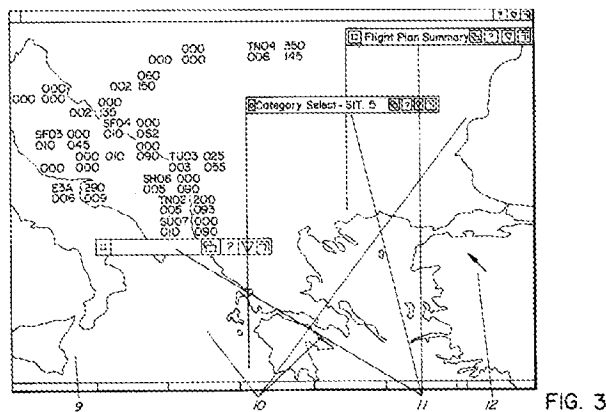 000
000 000
TN04 350
006 145
Flight Plan Summary ?
060
002 150
000
000 000
000
002 135
Category Select - SIT. 5 ?
SF04 000
010 052
SF03 000
010 045
000 010 090
TU03 025
003 055
000 000
SH06 000
005 090
E3A 290
006 009
TN02 200
005 093
SU07 000
010 090
?
9
10
11
12
FIG. 3